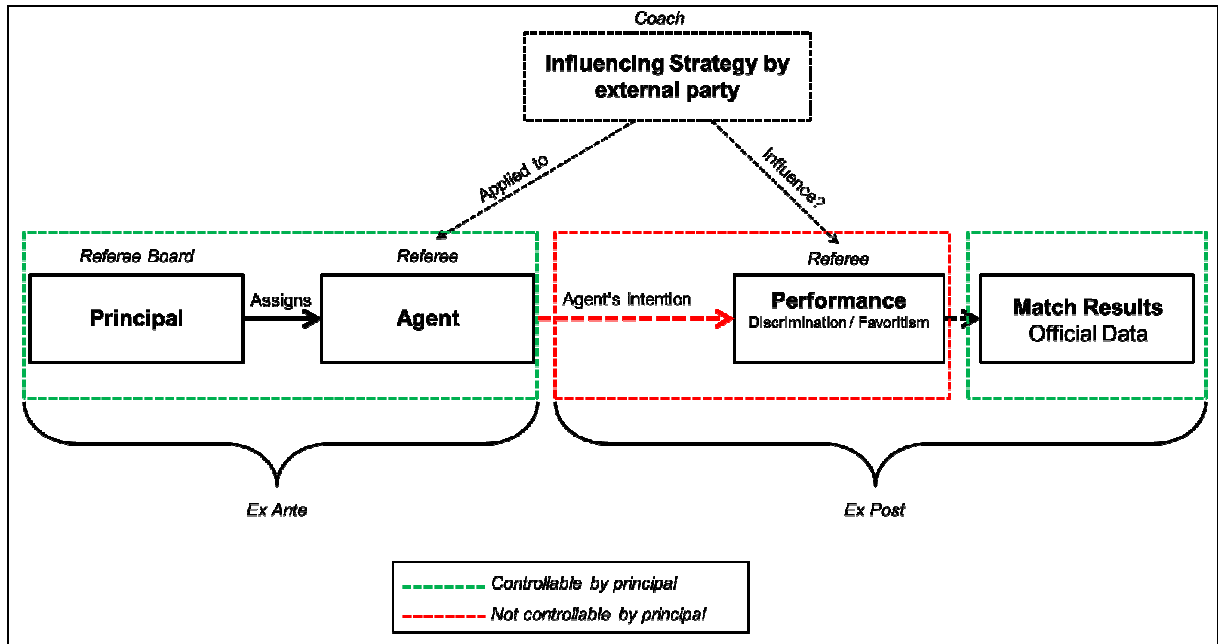 Coach
Influencing Strategy by
external party
Applied to
Influence?
Referee Board
Referee
Referee
Principal
Assigns
Agent
Agent's Intention
Performance
Discrimination / Favoritism
Match Results
Official Data
Ex Ante
Ex Post
Controllable by principal
Not controllable by principal